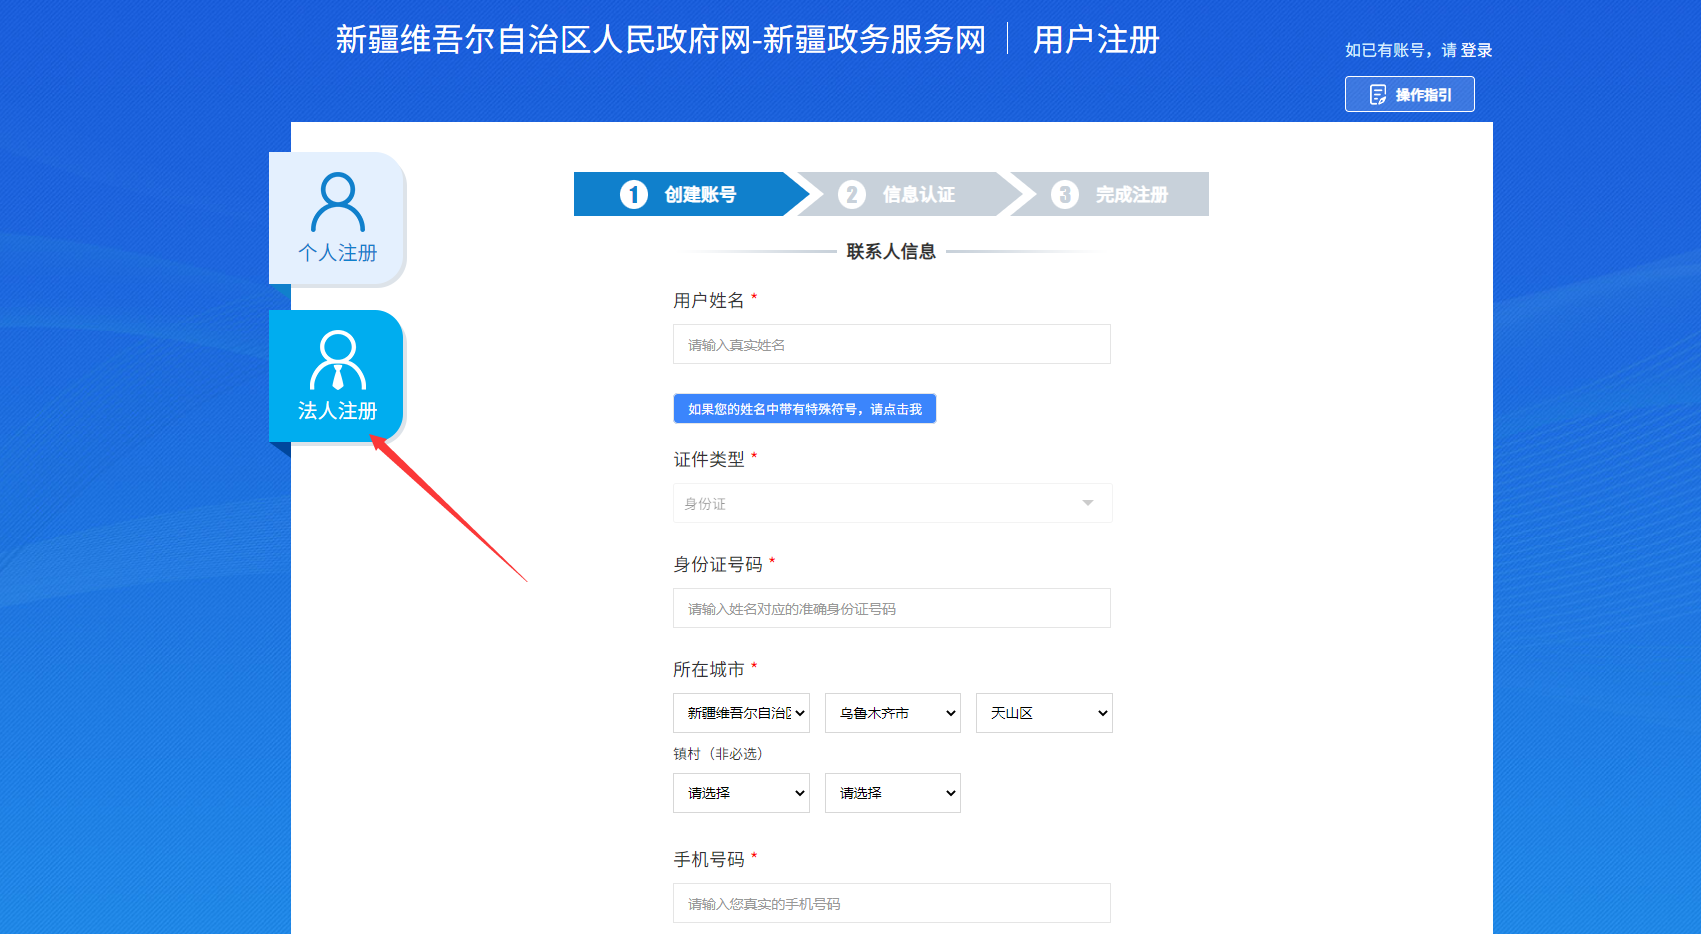 新疆维吾尔自治区人民政府网-新疆政务服务网 用户注册
如已有账号，请 登录
操作指引
个人注册
法人注册
1 创建账号 2 信息认证 3 完成注册
联系人信息
用户姓名 *
请输入真实姓名
如果您的姓名中带有特殊符号，请点击我
证件类型 *
身份证
身份证号码 *
请输入姓名对应的准确身份证号码
所在城市 *
新疆维吾尔自治区 乌鲁木齐市 天山区
镇村（非必选）
请选择 请选择
手机号码 *
请输入您真实的手机号码